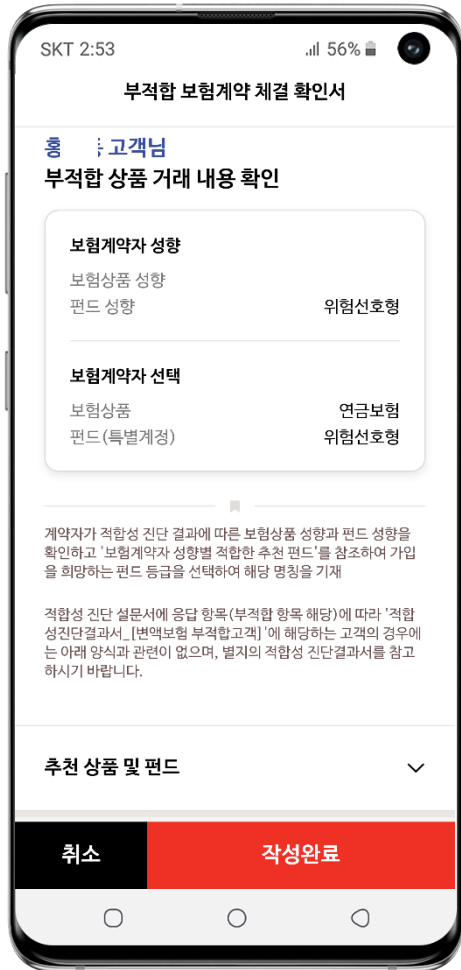 SKT 2:53
56%
부적합 보험계약 체결 확인서
홍 고객님
부적합 상품 거래 내용 확인
보험계약자 성향
보험상품 성향
펀드 성향 위험선호형
보험계약자 선택
보험상품 연금보험
펀드(특별계정) 위험선호형
계약자가 적합성 진단 결과에 따른 보험상품 성향과 펀드 성향을
확인하고 '보험계약자 성향별 적합한 추천 펀드'를 참조하여 가입
을 희망하는 펀드 등급을 선택하여 해당 명칭을 기재
적합성 진단 설문서에 응답 항목(부적합 항목 해당)에 따라 '적합
성진단결과서_[변액보험 부적합고객]'에 해당하는 고객의 경우에
는 아래 양식과 관련이 없으며, 별지의 적합성 진단결과서를 참고
하시기 바랍니다.
추천 상품 및 펀드
취소 작성완료